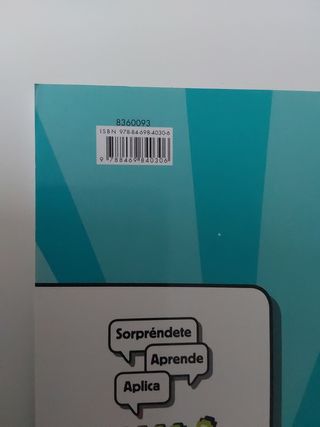 8360093
ISBN 978-84-698-4030-6
9 788469 840306
Sorpréndete
Aprende
Aplica